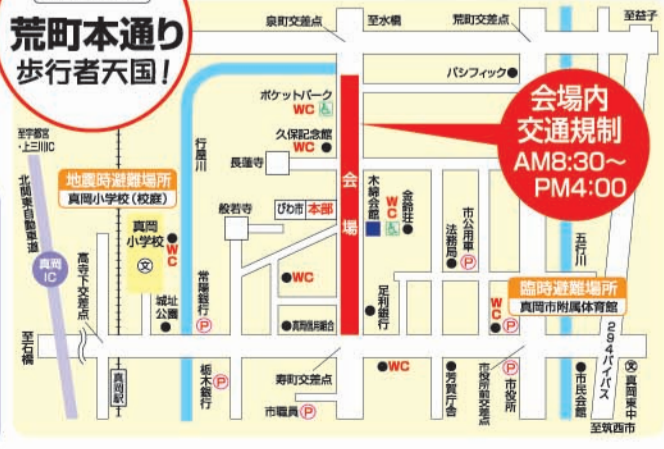 荒町本通り
歩行者天国!
泉町交差点
至水橋
荒町交差点
至益子
パシフィック
会場内
交通規制
AM8:30～
PM4:00
ポケットパーク
WC
久保記念館
WC
長蓮寺
行屋川
至宇都宮
・上三川IC
北関東自動車道
真岡
IC
地震時避難場所
真岡小学校(校庭)
真岡
小学校
文
WC
城址
公園
高寺下交差点
般若寺
びわ市 本部
会場
木綿会館
WC
金鈴荘
市公用車
P
法務局
五行川
臨時避難場所
真岡市附属体育館
WC
P
足利銀行
常陽銀行
P
WC
真岡信用組合
至石橋
真岡駅
栃木銀行
P
寿町交差点
市職員
P
WC
芳賀庁舎
市役所前交差点
P
市役所
市民会館
294バイパス
文
真岡東中
至筑西市